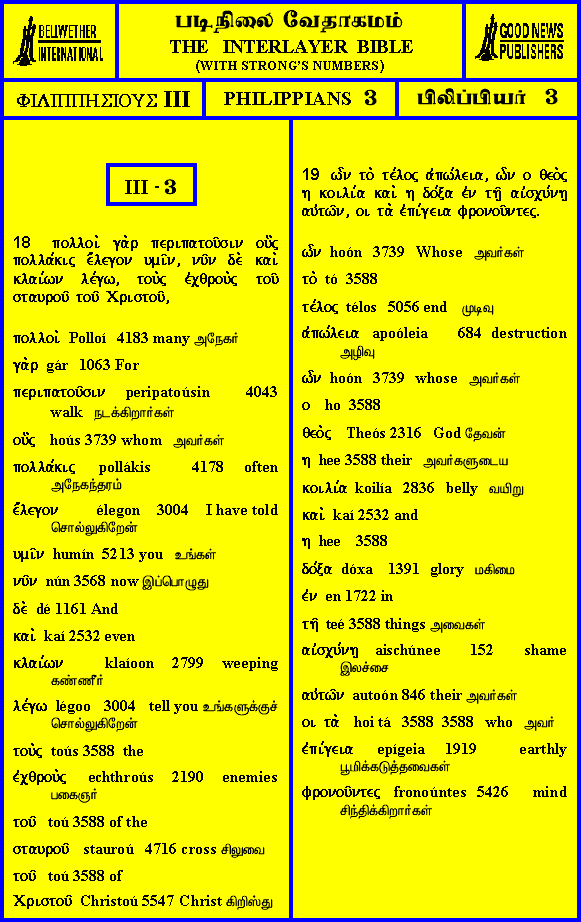 BELLWETHER
INTERNATIONAL
படிநிலை வேதாகமம்
THE INTERLAYER BIBLE
(WITH STRONG'S NUMBERS)
GOOD NEWS
PUBLISHERS
ΦΙΛΙΠΠΗΣΙΟΥΣ III
PHILIPPIANS 3
பிலிப்பியர் 3
III - 3
18 πολλοὶ γὰρ περιπατοῦσιν οὓς
πολλάκις ἔλεγον υμῖν, νῦν δὲ καὶ
κλαίων λέγω, τοὺς ἐχθροὺς τοῦ
σταυροῦ τοῦ Χριστοῦ,
πολλοὶ Polloí 4183 many அநேகர்
γὰρ gár 1063 For
περιπατοῦσιν peripatoúsin 4043
walk நடக்கிறார்கள்
οὓς hoús 3739 whom அவர்கள்
πολλάκις pollákis 4178 often
அநேகந்தரம்
ἔλεγον élegon 3004 I have told
சொல்லுகிறேன்
υμῖν humín 5213 you உங்கள்
νῦν nún 3568 now இப்பொழுது
δὲ dé 1161 And
καὶ kaí 2532 even
κλαίων klaíoon 2799 weeping
கண்ணீர்
λέγω légoo 3004 tell you உங்களுக்குச்
சொல்லுகிறேன்
τοὺς toús 3588 the
ἐχθροὺς echthroús 2190 enemies
பகைஞர்
τοῦ toú 3588 of the
σταυροῦ stauroú 4716 cross சிலுவை
τοῦ toú 3588 of
Χριστοῦ Christoú 5547 Christ கிறிஸ்து
19 ὧν τὸ τέλος ἀπώλεια, ὧν ο θεὸς
η κοιλία καὶ η δόξα ἐν τῇ αἰσχύνῃ
αὐτῶν, οι τὰ ἐπίγεια φρονοῦντες.
ὧν hoón 3739 Whose அவர்கள்
τὸ tó 3588
τέλος télos 5056 end முடிவு
ἀπώλεια apoóleia 684 destruction
அழிவு
ὧν hoón 3739 whose அவர்கள்
ο ho 3588
θεὸς Theós 2316 God தேவன்
η hee 3588 their அவர்களுடைய
κοιλία koilía 2836 belly வயிறு
καὶ kaí 2532 and
η hee 3588
δόξα dóxa 1391 glory மகிமை
ἐν en 1722 in
τῇ teé 3588 things அவைகள்
αἰσχύνῃ aischúnee 152 shame
இலச்சை
αὐτῶν autoón 846 their அவர்கள்
οι τὰ hoi tá 3588 3588 who அவர்
ἐπίγεια epígeia 1919 earthly
பூமிக்கடுத்தவைகள்
φρονοῦντες fronoúntes 5426 mind
சிந்திக்கிறார்கள்